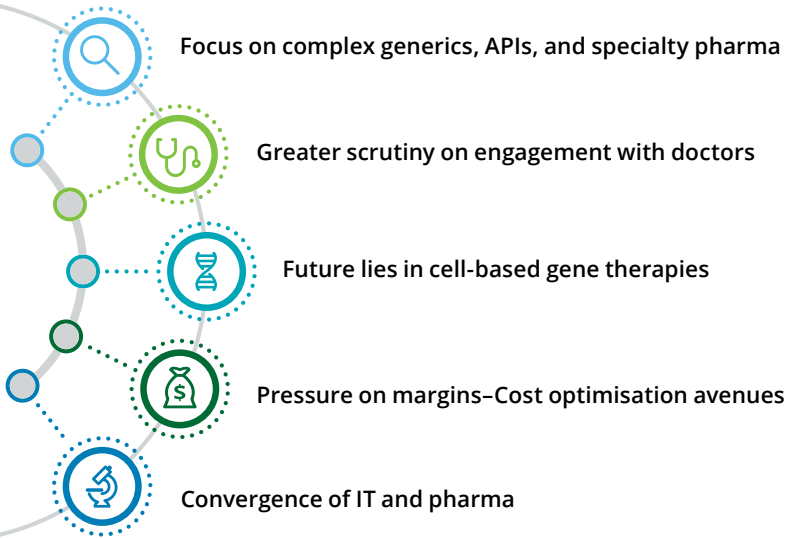 Focus on complex generics, APIs, and specialty pharma
Greater scrutiny on engagement with doctors
Future lies in cell-based gene therapies
$
Pressure on margins–Cost optimisation avenues
Convergence of IT and pharma